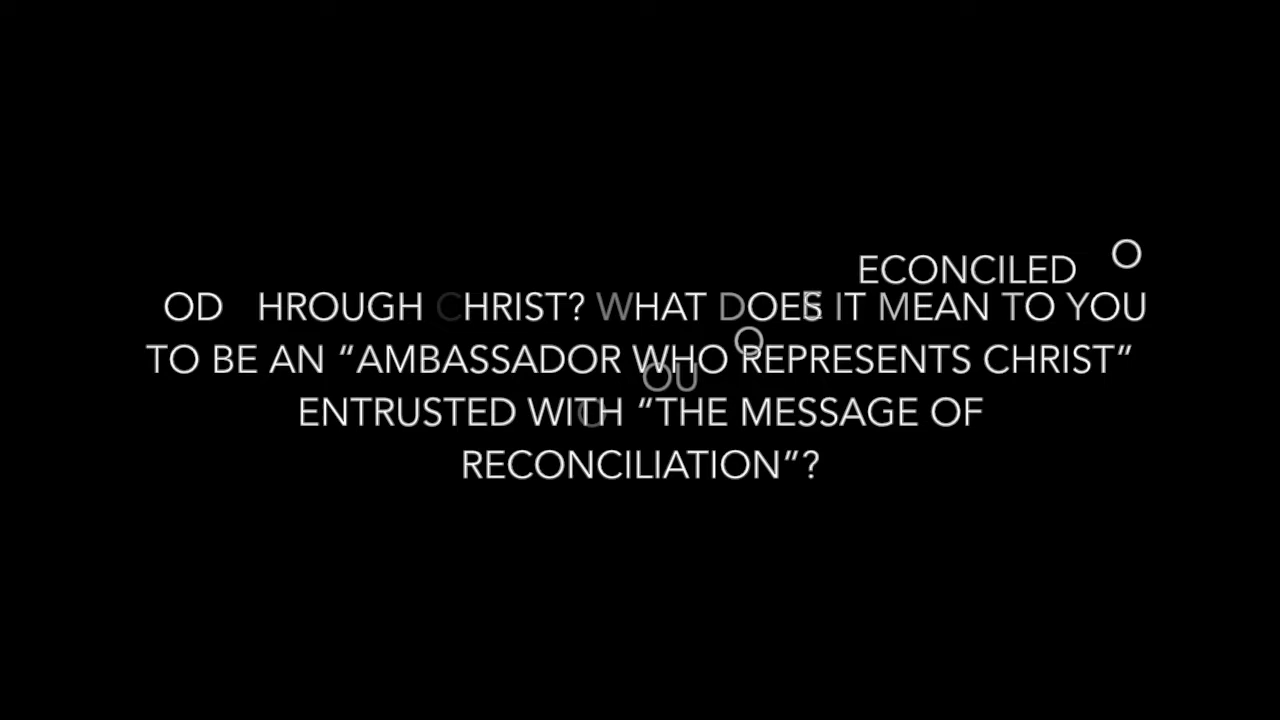 ECONCILED O
OD HROUGH CHRIST? WHAT DOES IT MEAN TO YOU
TO BE AN “AMBASSADOR WHO REPRESENTS CHRIST”
ENTRUSTED WITH “THE MESSAGE OF
RECONCILIATION”?